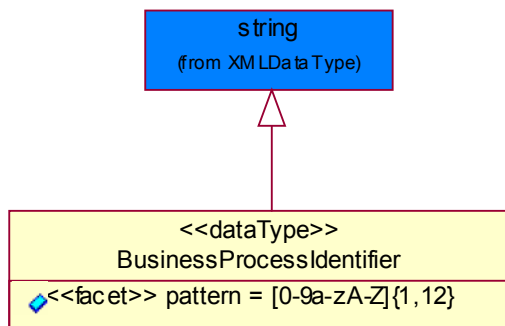 string
(from XMLDataType)
<<dataType>>
BusinessProcessIdentifier
<<facet>> pattern = [0-9a-zA-Z]{1,12}